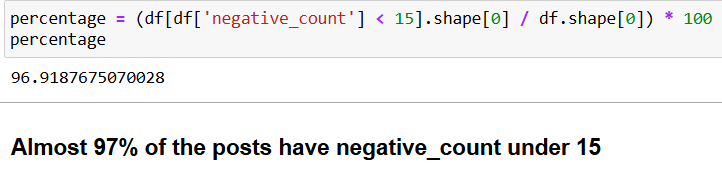 percentage = (df[df['negative_count'] < 15].shape[0] / df.shape[0]) * 100
percentage
96.9187675070028
Almost 97% of the posts have negative_count under 15